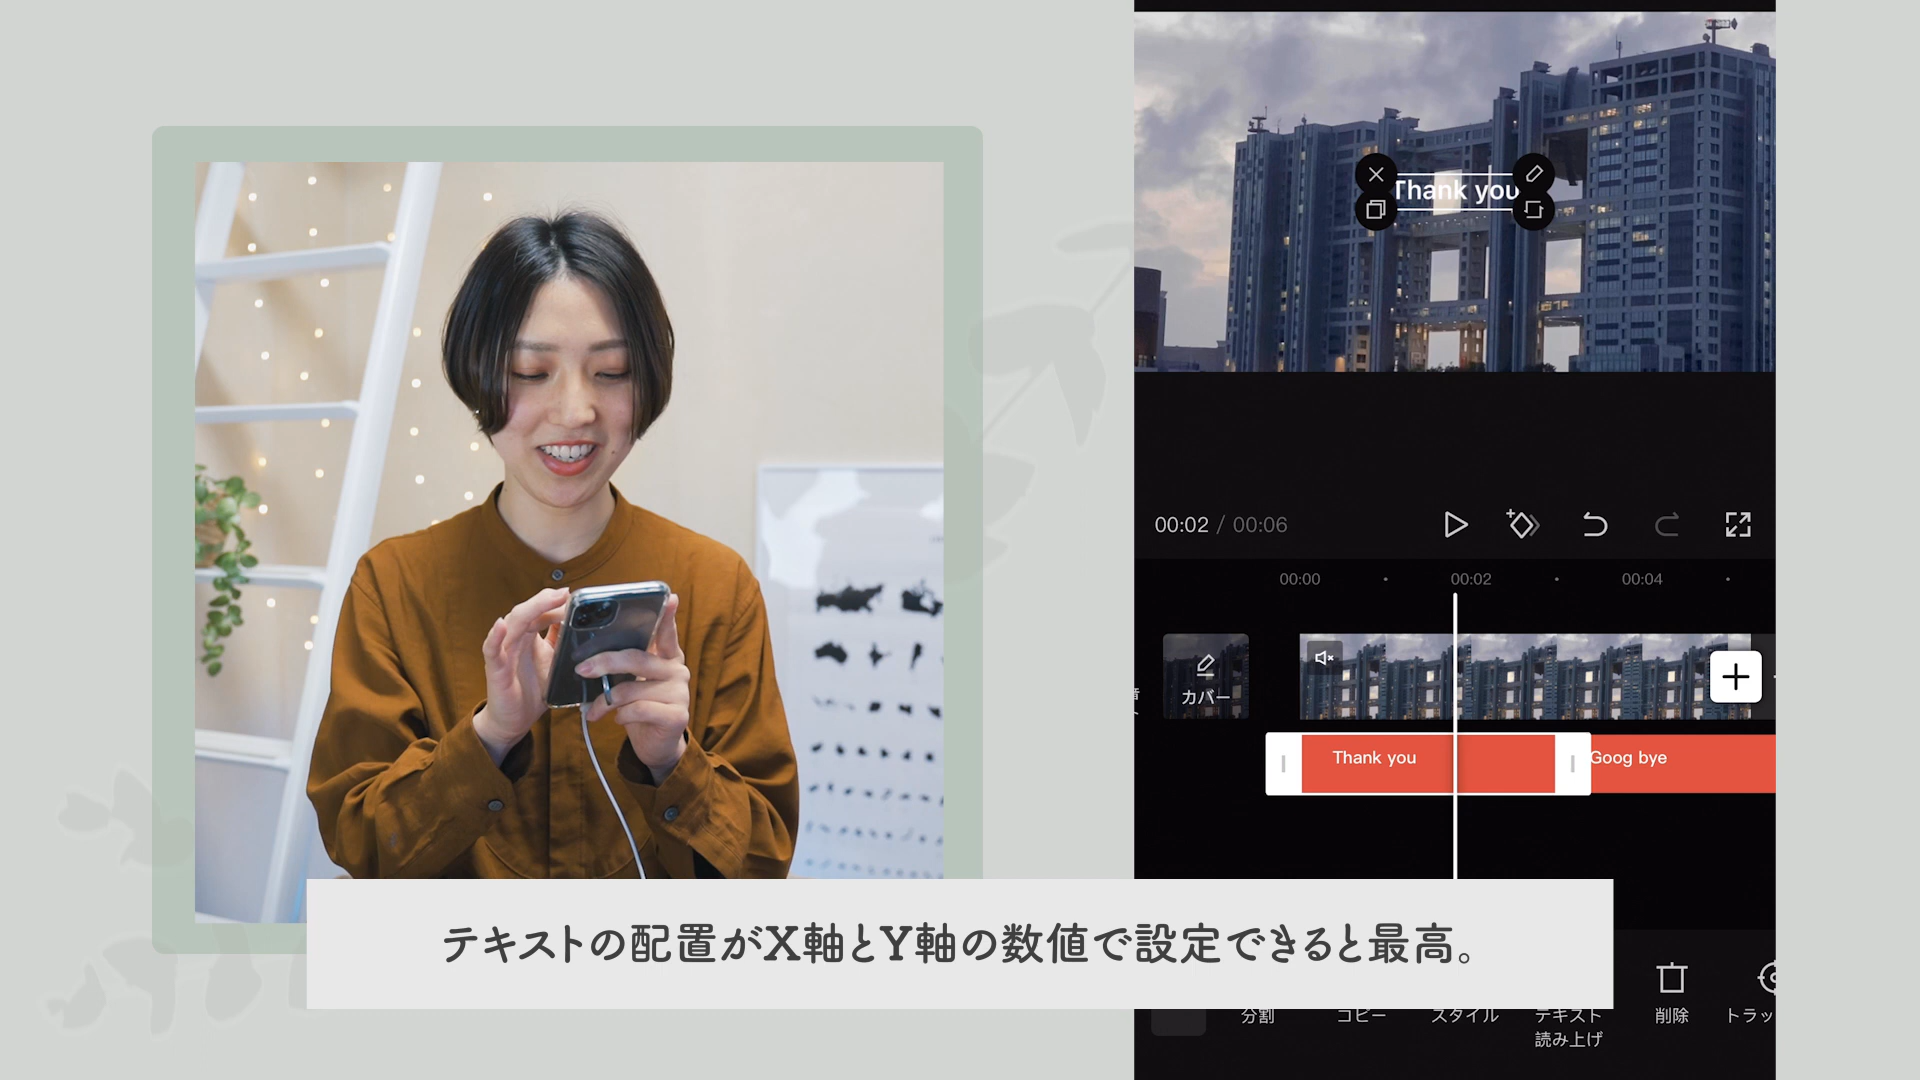 Thank you
00:02 / 00:06
00:00
00:02
00:04
カバー
Thank you
Goog bye
テキストの配置がX軸とY軸の数値で設定できると最高。
分割
コピー
スタイル
テキスト
読み上げ
削除
トラッ